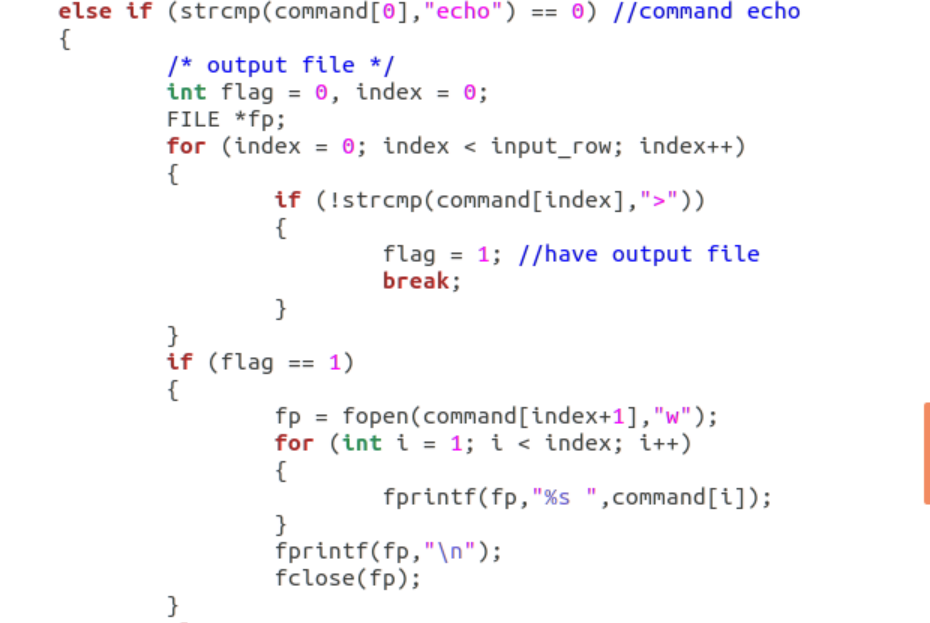 else if (strcmp(command[0],"echo") == 0) //command echo
{
/* output file */
int flag = 0, index = 0;
FILE *fp;
for (index = 0; index < input_row; index++)
{
if (!strcmp(command[index],">"))
{
flag = 1; //have output file
break;
}
}
if (flag == 1)
{
fp = fopen(command[index+1],"w");
for (int i = 1; i < index; i++)
{
fprintf(fp,"%s ",command[i]);
}
fprintf(fp,"\n");
fclose(fp);
}